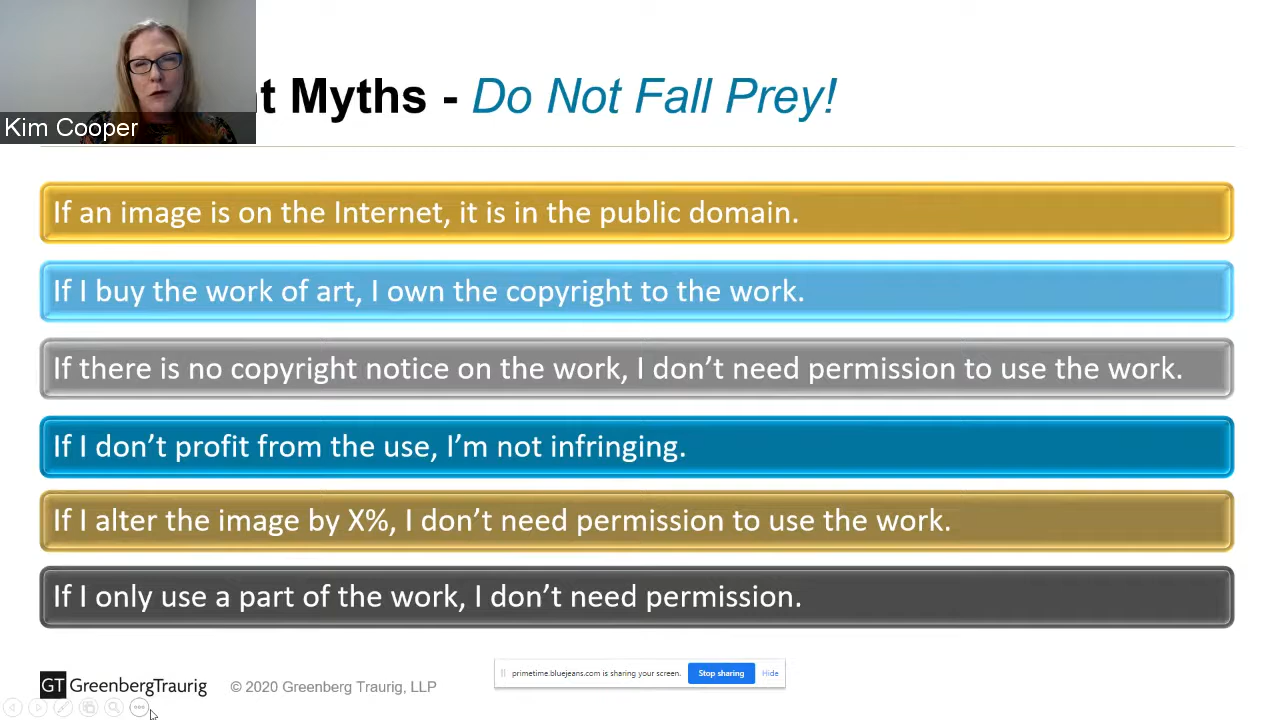 t Myths - Do Not Fall Prey!
Kim Cooper
If an image is on the Internet, it is in the public domain.
If I buy the work of art, I own the copyright to the work.
If there is no copyright notice on the work, I don’t need permission to use the work.
If I don’t profit from the use, I’m not infringing.
If I alter the image by X%, I don’t need permission to use the work.
If I only use a part of the work, I don’t need permission.
primetime.bluejeans.com is sharing your screen. Stop sharing Hide
GT GreenbergTraurig © 2020 Greenberg Traurig, LLP